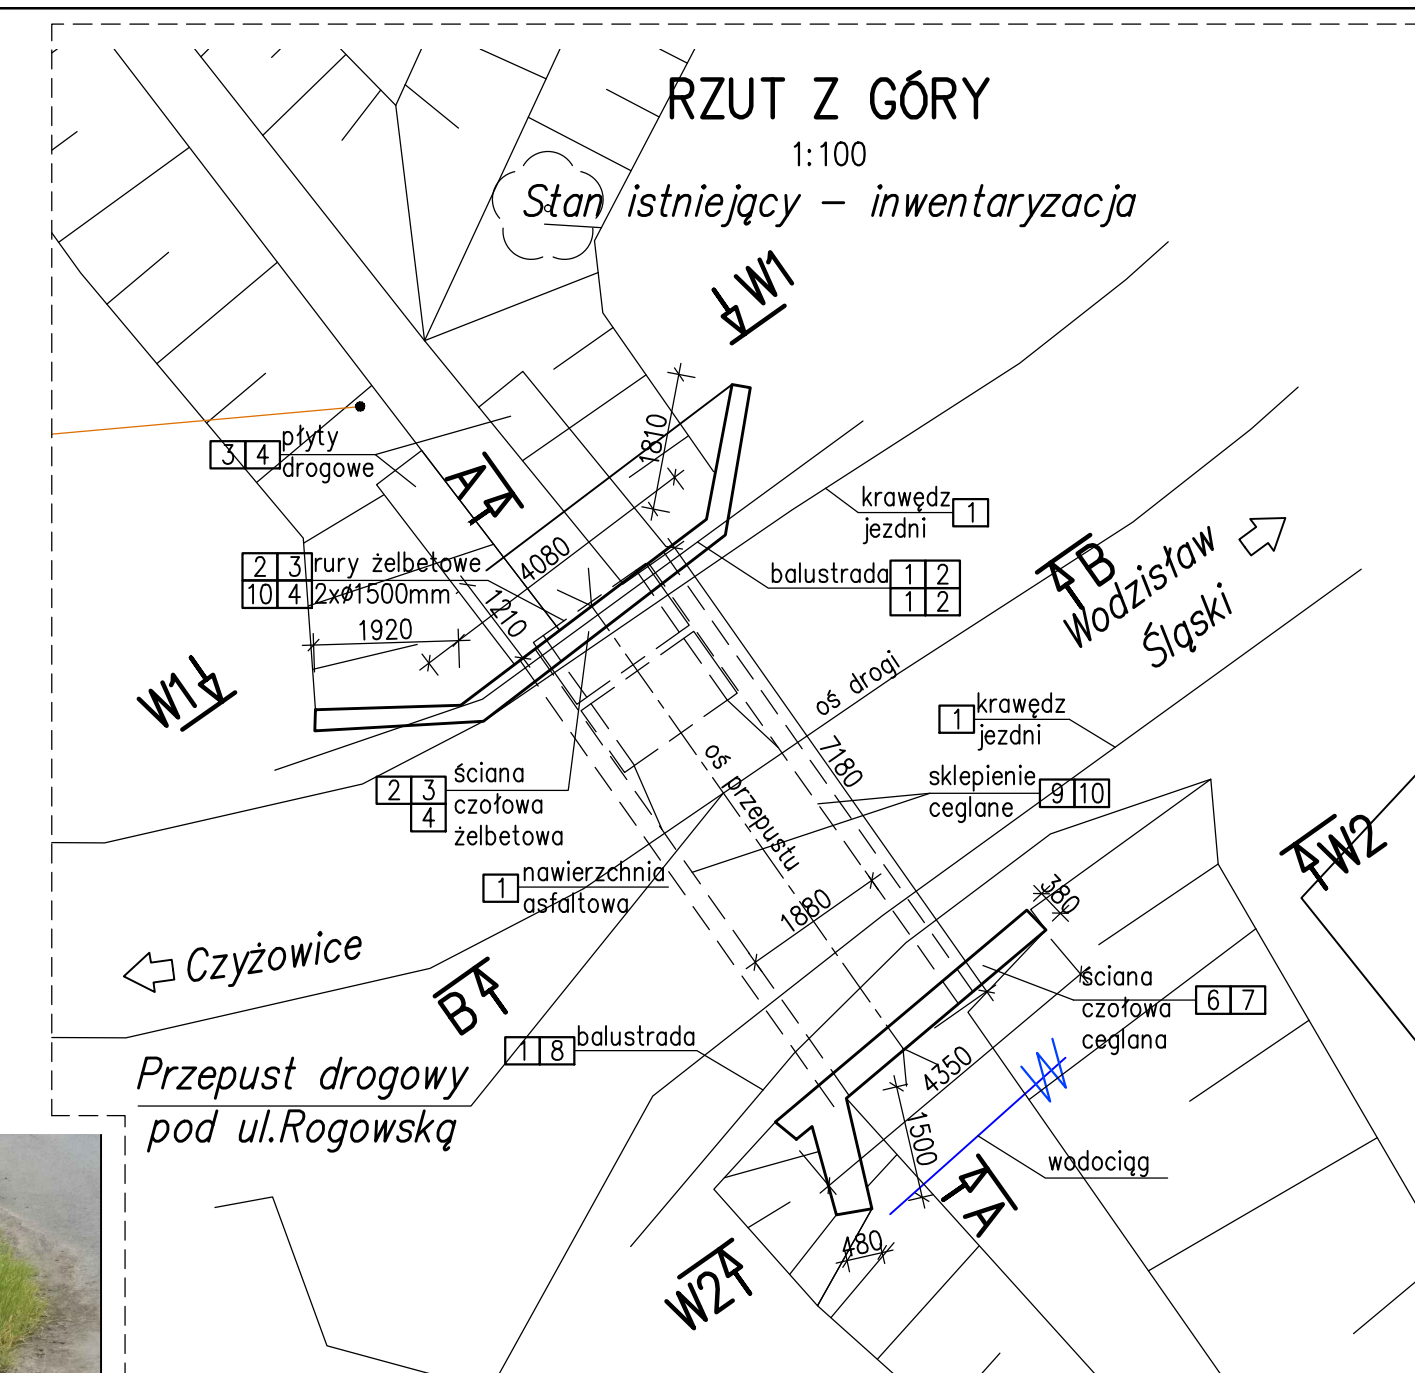 RZUT Z GÓRY
1:100
Stan istniejący – inwentaryzacja
W1
1810
3 4 płyty
drogowe
A
krawędz 1
jezdni
2 3 rury żelbetowe
10 4 2xø1500mm
4080
1210
1920
balustrada 1 2
1 2
B
Wodzisław
Śląski
W1
oś drogi
1 krawędz
jezdni
7180
oś przepustu
2 3 ściana
4 czołowa
żelbetowa
sklepienie 9 10
ceglane
W2
1 nawierzchnia
asfaltowa
1880
380
Czyżowice
B
ściana
czołowa 6 7
ceglana
1 8 balustrada
4350
W
Przepust drogowy
pod ul.Rogowską
1500
wodociąg
A
480
W2